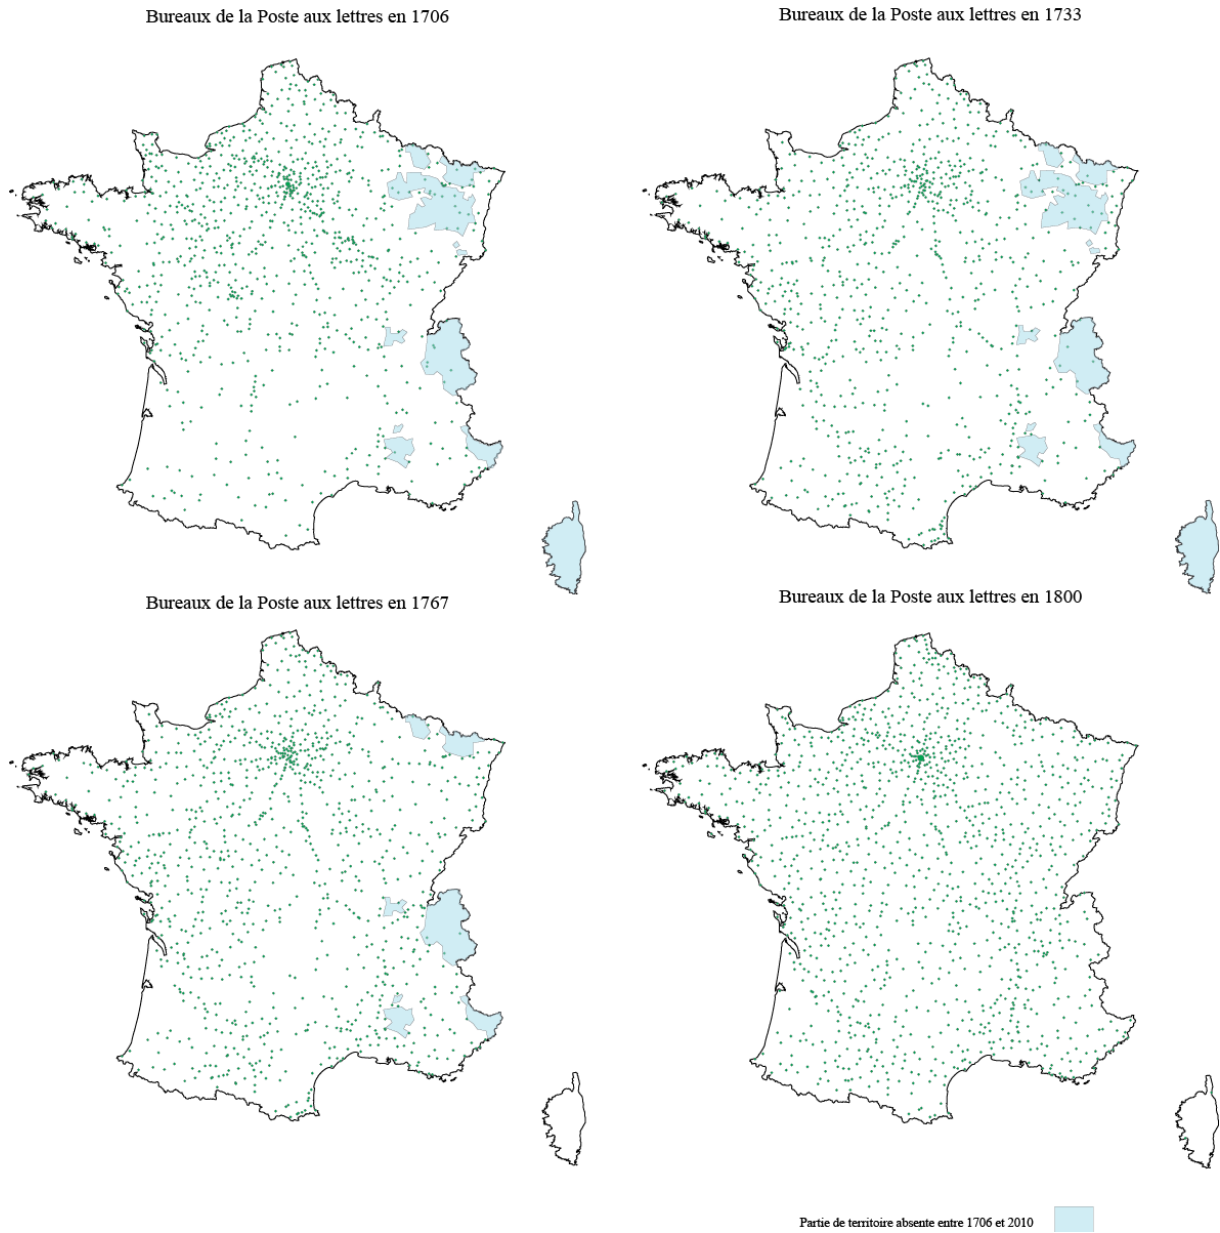 Bureaux de la Poste aux lettres en 1706
Bureaux de la Poste aux lettres en 1733
Bureaux de la Poste aux lettres en 1767
Bureaux de la Poste aux lettres en 1800
Partie de territoire absente entre 1706 et 2010